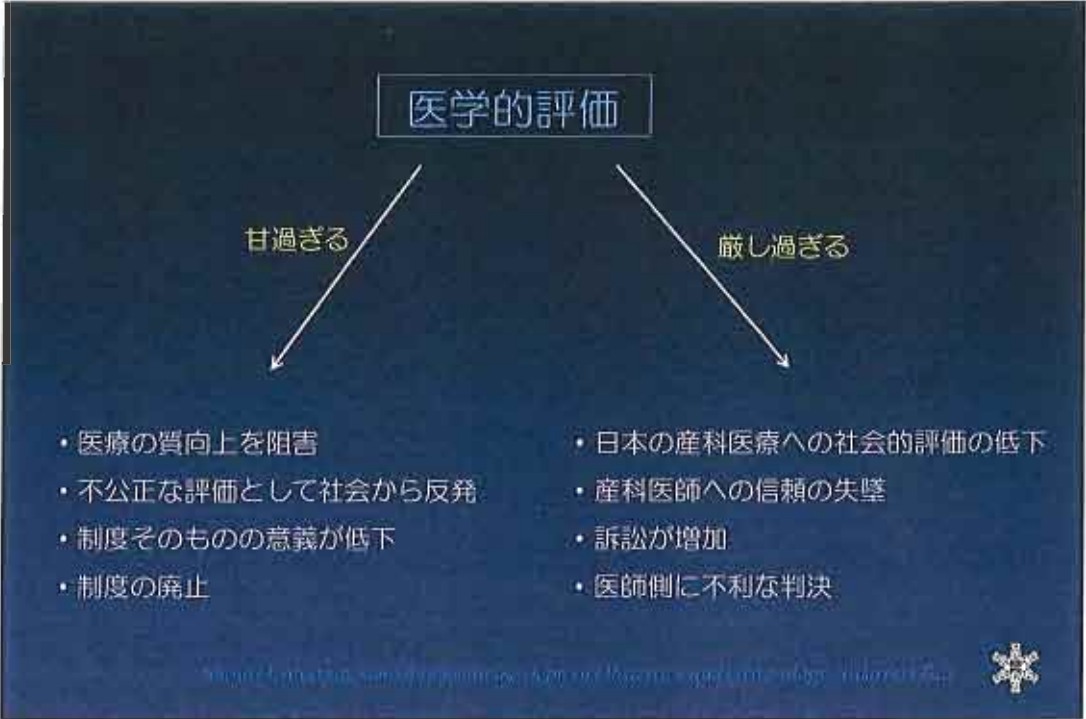 医学的評価
甘過ぎる
厳し過ぎる
・医療の質向上を阻害
・不公正な評価として社会から反発
・制度そのものの意義が低下
・制度の廃止
・日本の産科医療への社会的評価の低下
・産科医師への信頼の失墜
・訴訟が増加
・医師側に不利な判決